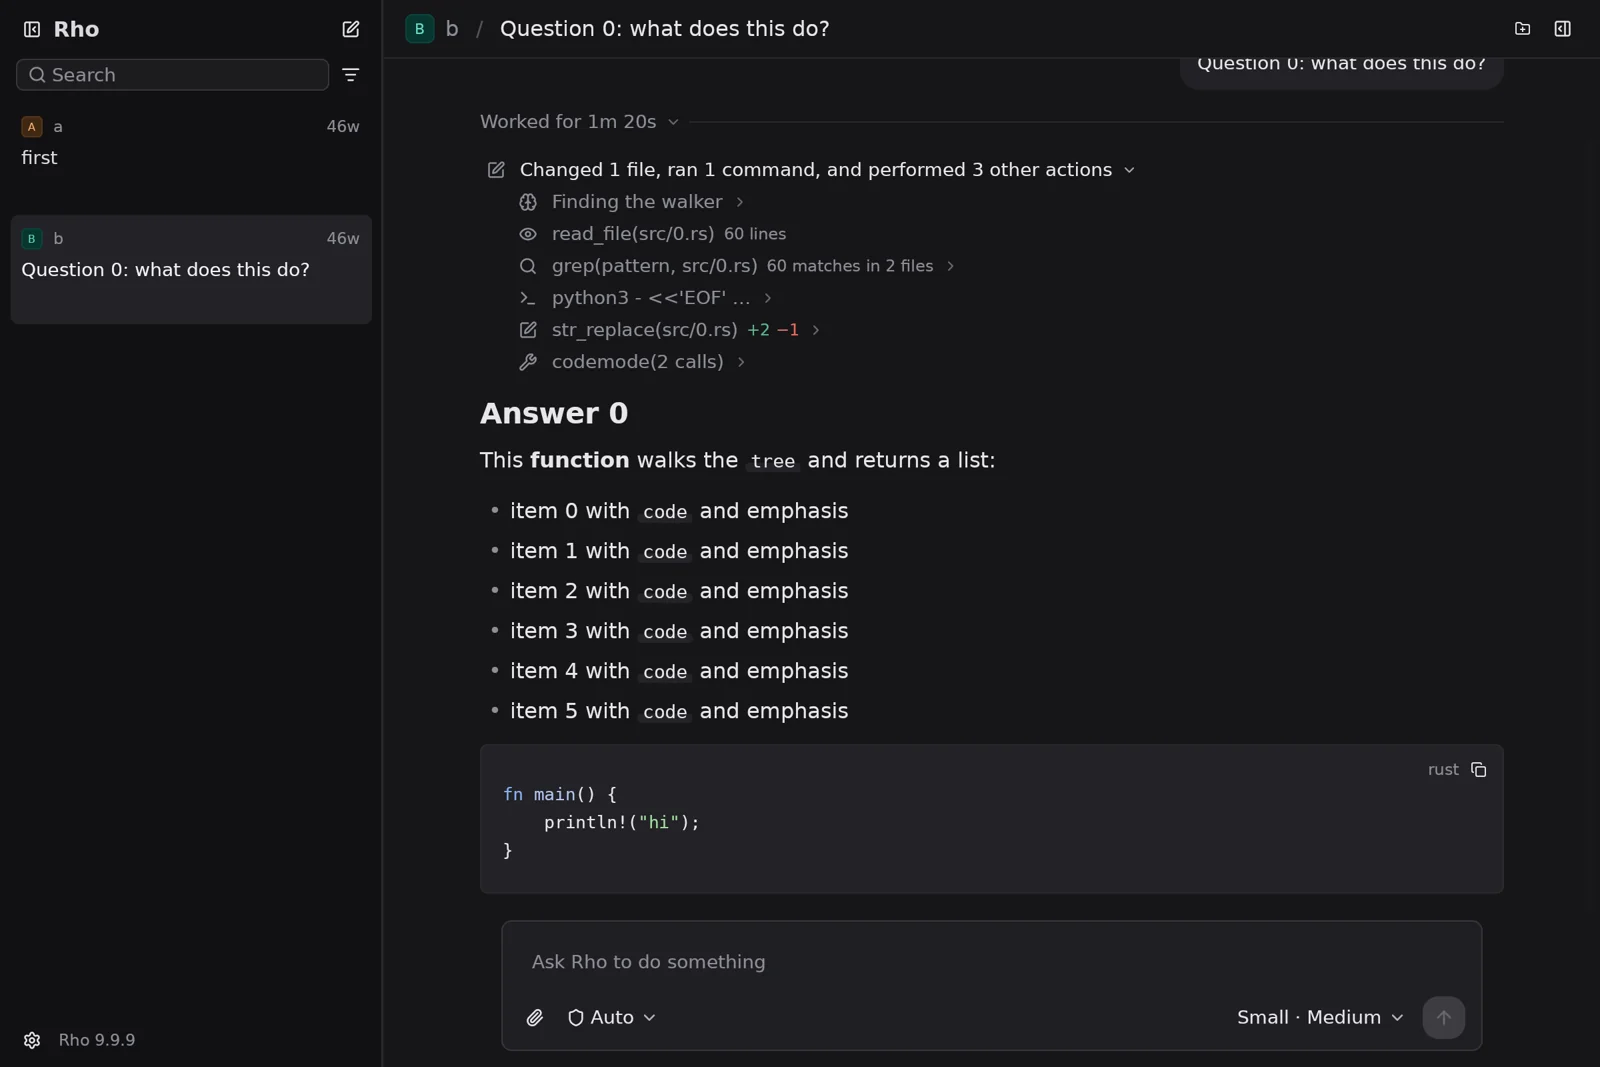 Rho
Search
A a 46w
first
B b 46w
Question 0: what does this do?
Rho 9.9.9
B b / Question 0: what does this do?
Question 0: what does this do?
Worked for 1m 20s
Changed 1 file, ran 1 command, and performed 3 other actions
Finding the walker
read_file(src/0.rs) 60 lines
grep(pattern, src/0.rs) 60 matches in 2 files
python3 - <<'EOF' …
str_replace(src/0.rs) +2 −1
codemode(2 calls)
Answer 0
This function walks the tree and returns a list:
• item 0 with code and emphasis
• item 1 with code and emphasis
• item 2 with code and emphasis
• item 3 with code and emphasis
• item 4 with code and emphasis
• item 5 with code and emphasis
rust
fn main() {
    println!("hi");
}
Ask Rho to do something
Auto
Small · Medium